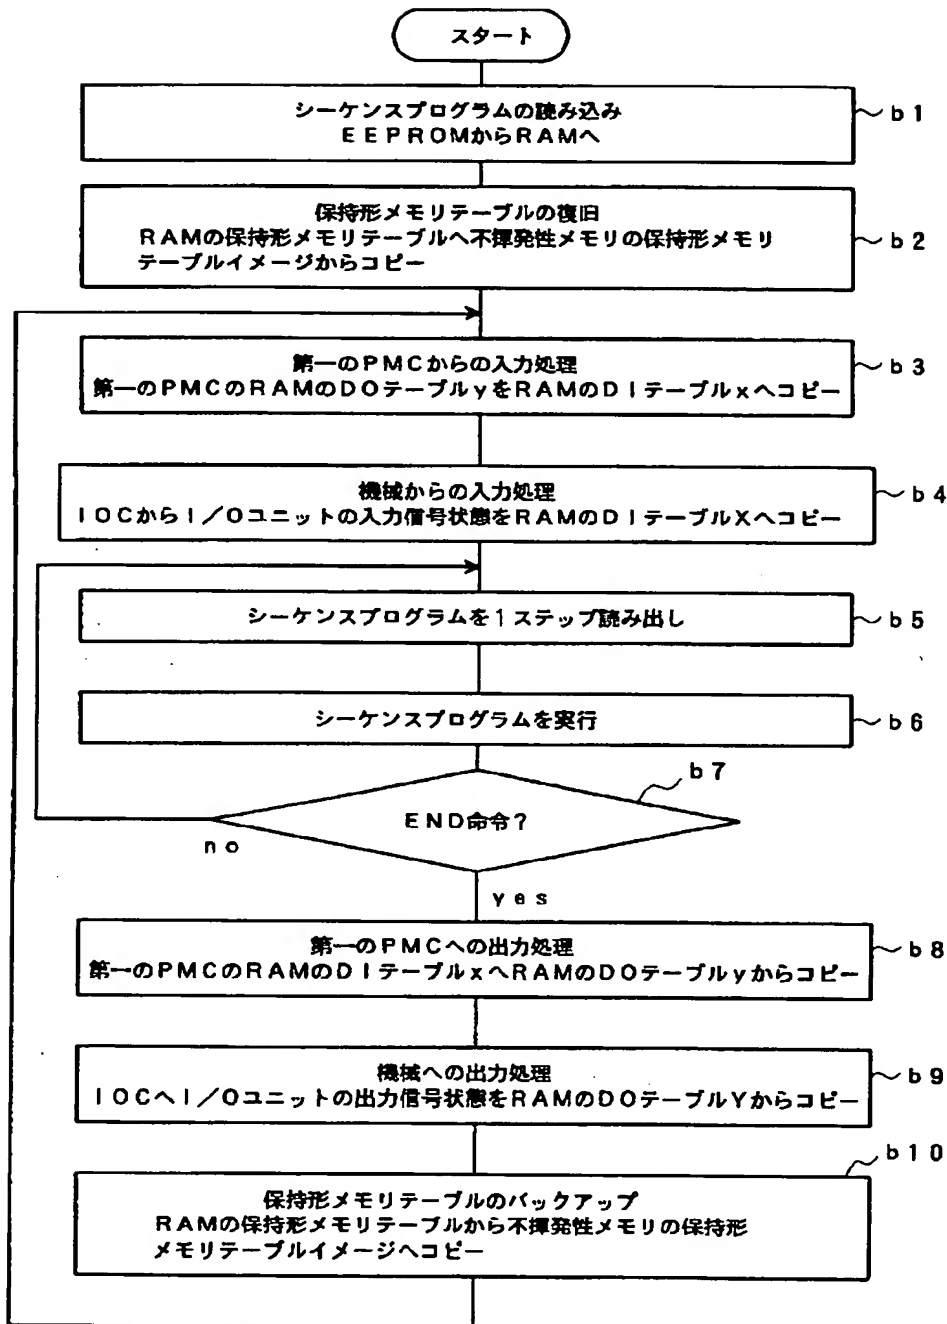 スタート
シーケンスプログラムの読み込み
EEPROMからRAMへ
b1
保持形メモリテーブルの復旧
RAMの保持形メモリテーブルへ不揮発性メモリの保持形メモリ
テーブルイメージからコピー
b2
第一のPMCからの入力処理
第一のPMCのRAMのDOテーブルyをRAMのDIテーブルxへコピー
b3
機械からの入力処理
IOCからI/Oユニットの入力信号状態をRAMのDIテーブルXへコピー
b4
シーケンスプログラムを1ステップ読み出し
b5
シーケンスプログラムを実行
b6
b7
END命令?
no
yes
第一のPMCへの出力処理
第一のPMCのRAMのDIテーブルxへRAMのDOテーブルyからコピー
b8
機械への出力処理
IOCへI/Oユニットの出力信号状態をRAMのDOテーブルYからコピー
b9
b10
保持形メモリテーブルのバックアップ
RAMの保持形メモリテーブルから不揮発性メモリの保持形
メモリテーブルイメージへコピー